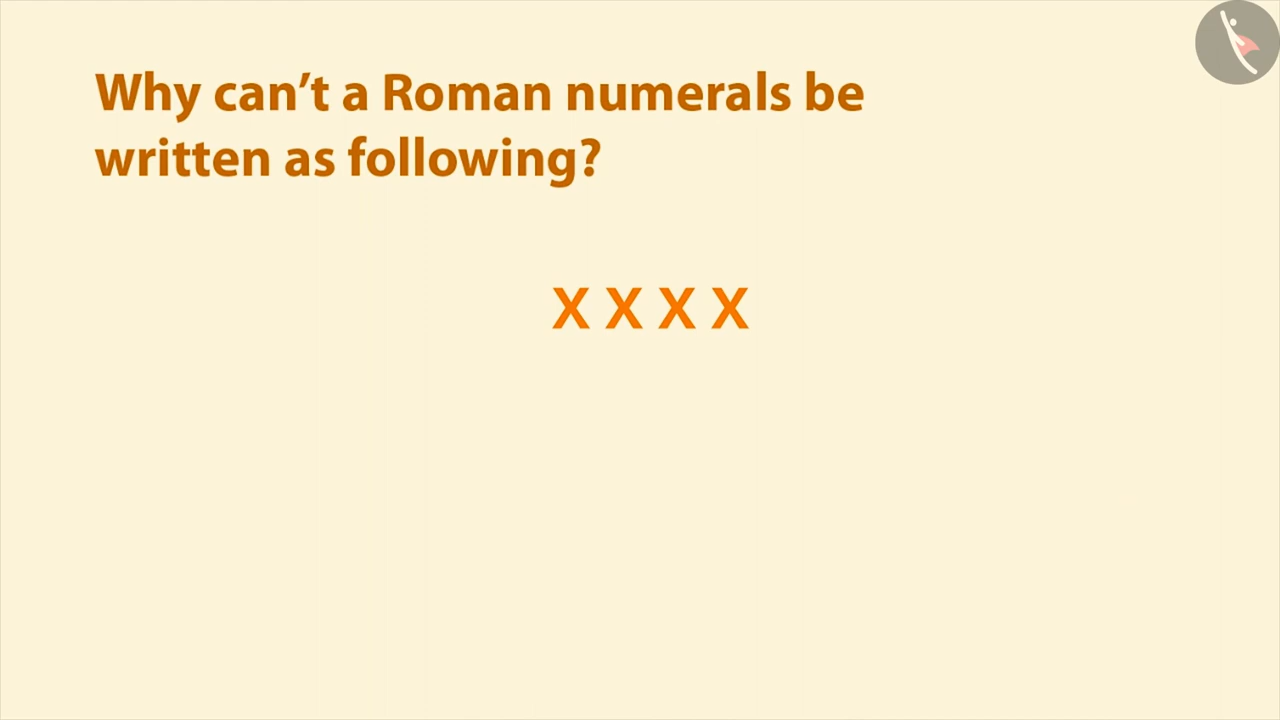 Why can’t a Roman numerals be
written as following?
X X X X